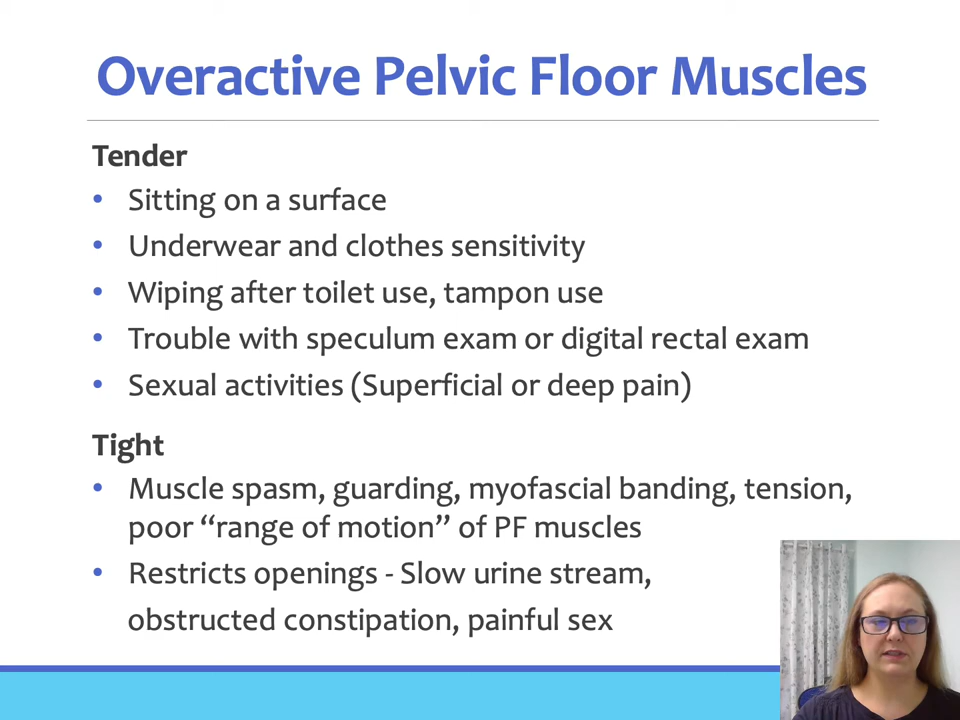 Overactive Pelvic Floor Muscles
Tender
• Sitting on a surface
• Underwear and clothes sensitivity
• Wiping after toilet use, tampon use
• Trouble with speculum exam or digital rectal exam
• Sexual activities (Superficial or deep pain)
Tight
• Muscle spasm, guarding, myofascial banding, tension,
poor “range of motion” of PF muscles
• Restricts openings - Slow urine stream,
obstructed constipation, painful sex